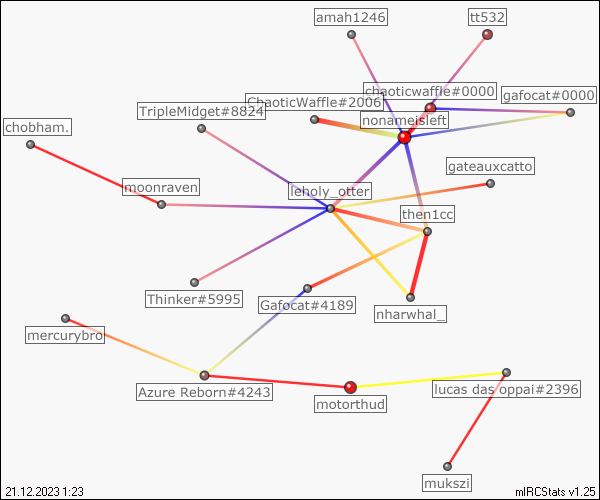 amah1246
tt532
chaoticwaffle#0000
gafocat#0000
ChaoticWaffle#2006
TripleMidget#8824
nonameisleft
chobham.
gateauxcatto
moonraven
leholy_otter
then1cc
Thinker#5995
Gafocat#4189
nharwhal_
mercurybro
Azure Reborn#4243
lucas das oppai#2396
motorthud
mukszi
21.12.2023 1:23
mIRCStats v1.25